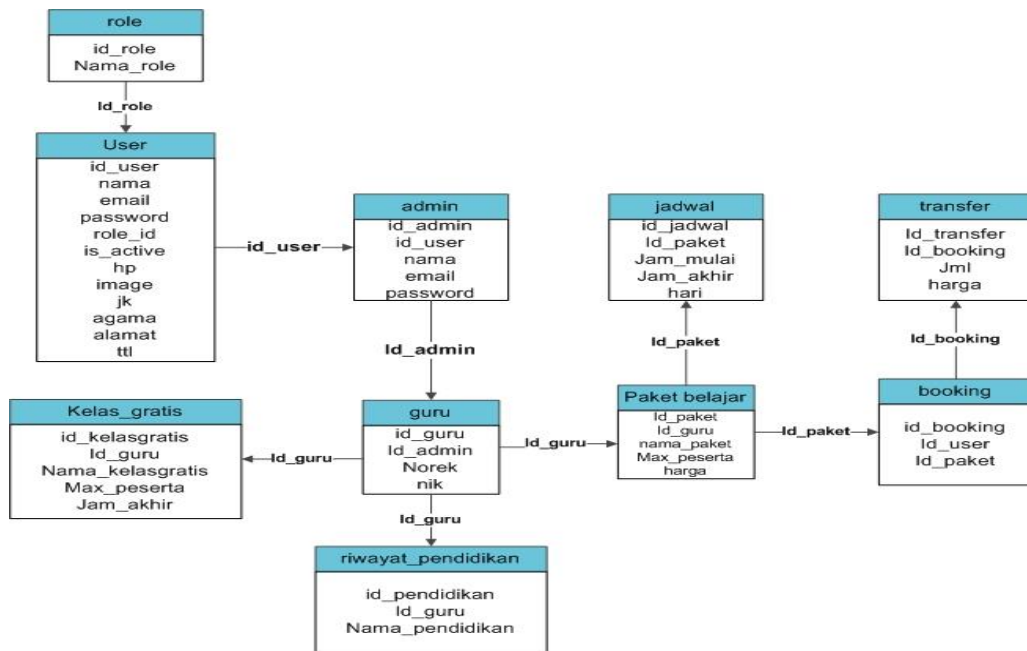 role
id_role
Nama_role
Id_role
User
id_user
nama
email
password
role_id
is_active
hp
image
jk
agama
alamat
ttl
id_user
admin
id_admin
id_user
nama
email
password
Id_admin
jadwal
id_jadwal
Id_paket
Jam_mulai
Jam_akhir
hari
Id_paket
transfer
Id_transfer
Id_booking
Jml
harga
Id_booking
Kelas_gratis
id_kelasgratis
Id_guru
Nama_kelasgratis
Max_peserta
Jam_akhir
Id_guru
guru
id_guru
Id_admin
Norek
nik
Id_guru
Paket belajar
Id_paket
Id_guru
nama_paket
Max_peserta
harga
Id_paket
booking
id_booking
Id_user
Id_paket
Id_guru
riwayat_pendidikan
id_pendidikan
Id_guru
Nama_pendidikan